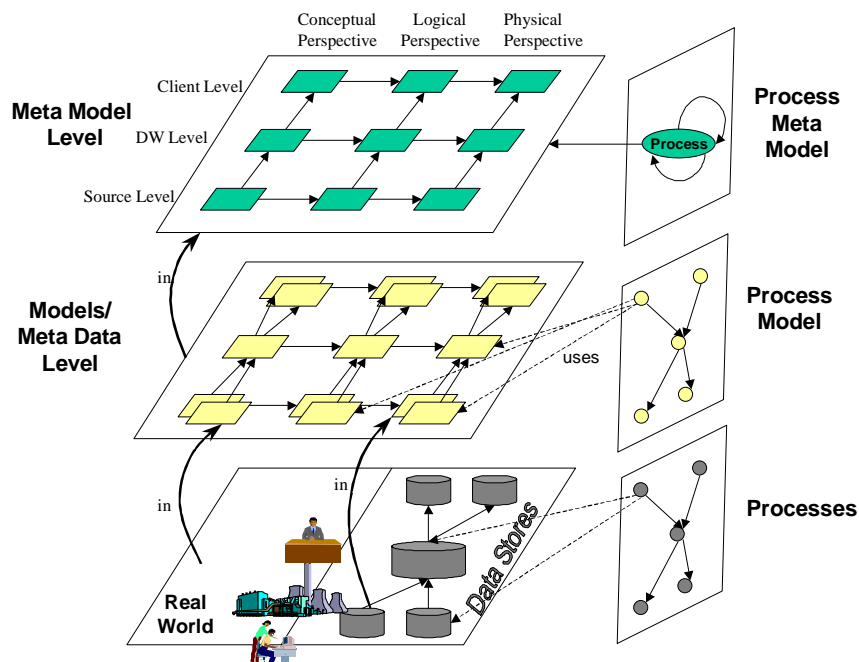 Conceptual
Perspective
Logical
Perspective
Physical
Perspective
Client Level
DW Level
Source Level
Meta Model
Level
Process
Process
Meta
Model
in
Models/
Meta Data
Level
uses
Process
Model
in
in
Real
World
Data Stores
Processes